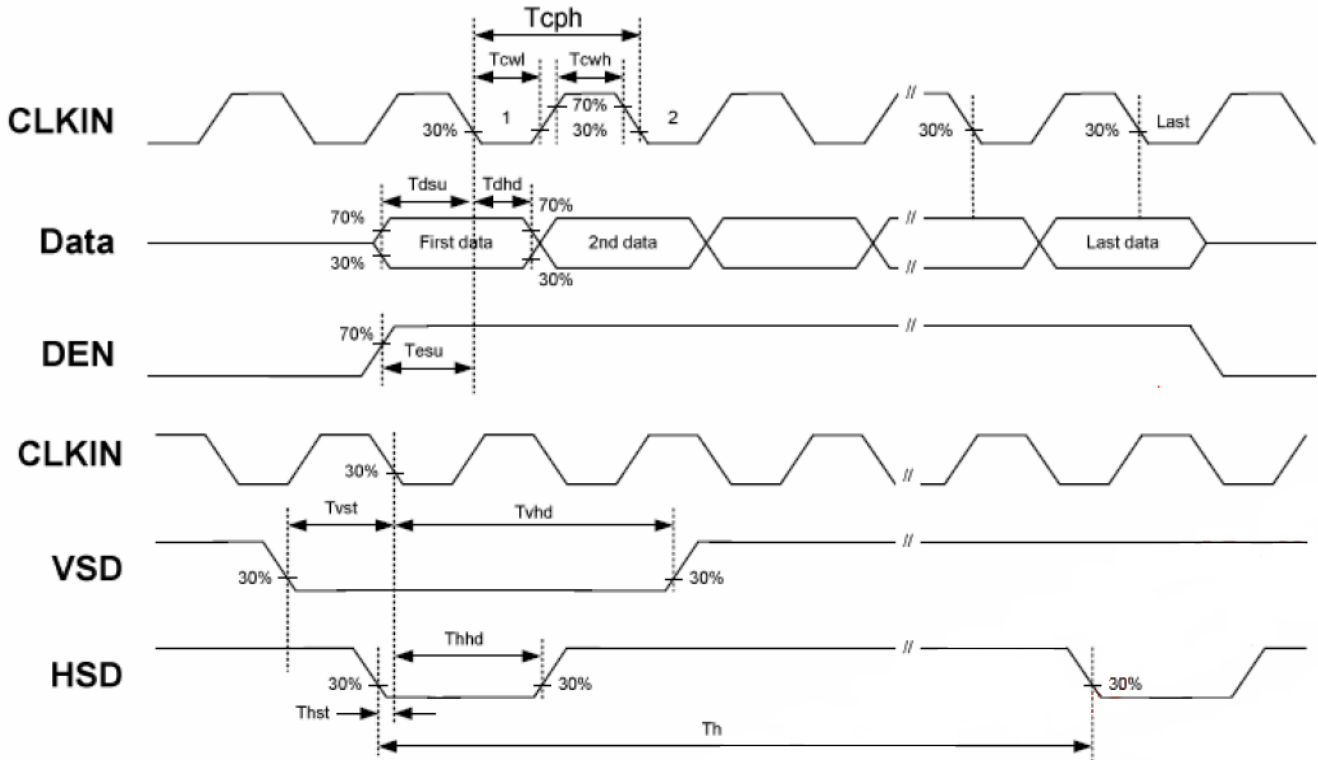 Tcph
Tcwl Tcwh
CLKIN 30% 1 70% 30% 2 // 30% 30% Last
Tdsu Tdhd
70% 70%
Data First data 2nd data // Last data
30% // 30%
DEN 70% //
Tesu
CLKIN 30% //
Tvst Tvhd
VSD 30% 30% //
Thhd
HSD 30% 30% // 30%
Thst
Th